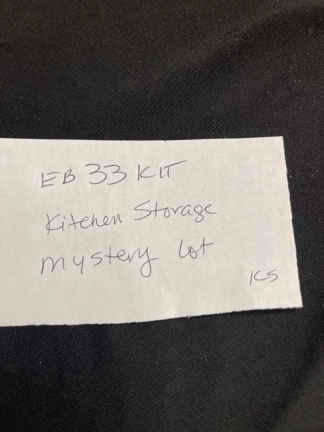 EB 33 KIT
Kitchen Storage
mystery lot
KS